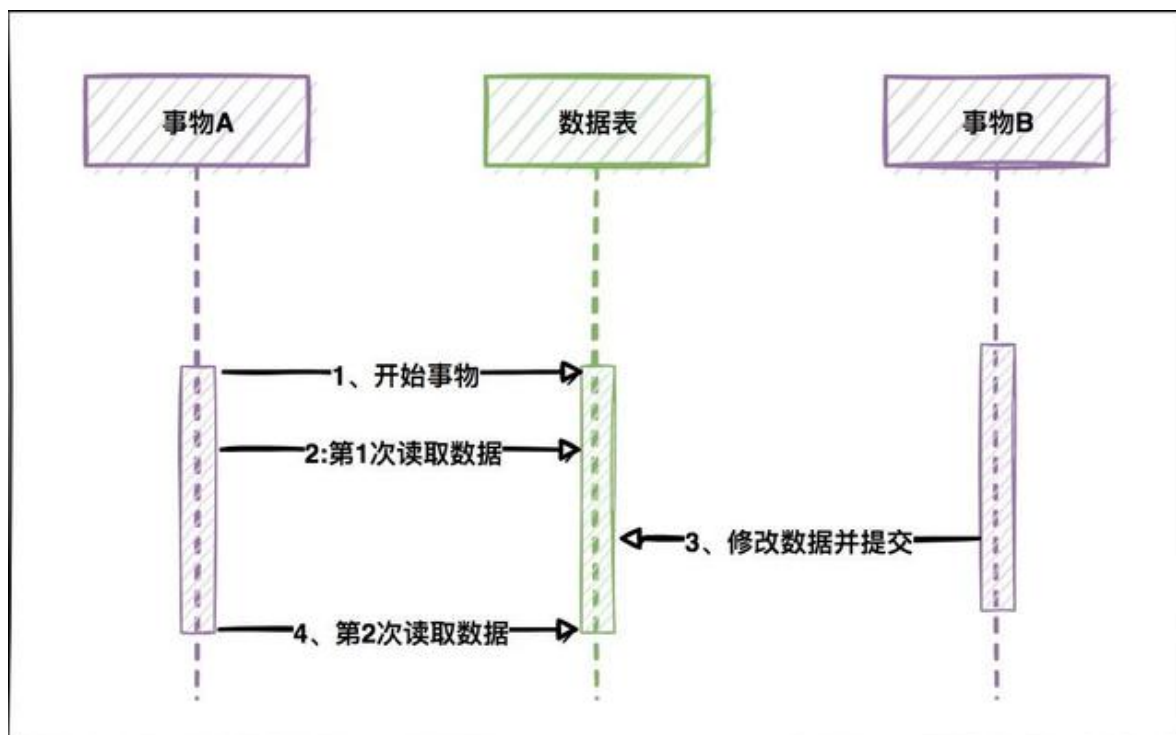 事物A
数据表
事物B
1、开始事物
2:第1次读取数据
3、修改数据并提交
4、第2次读取数据